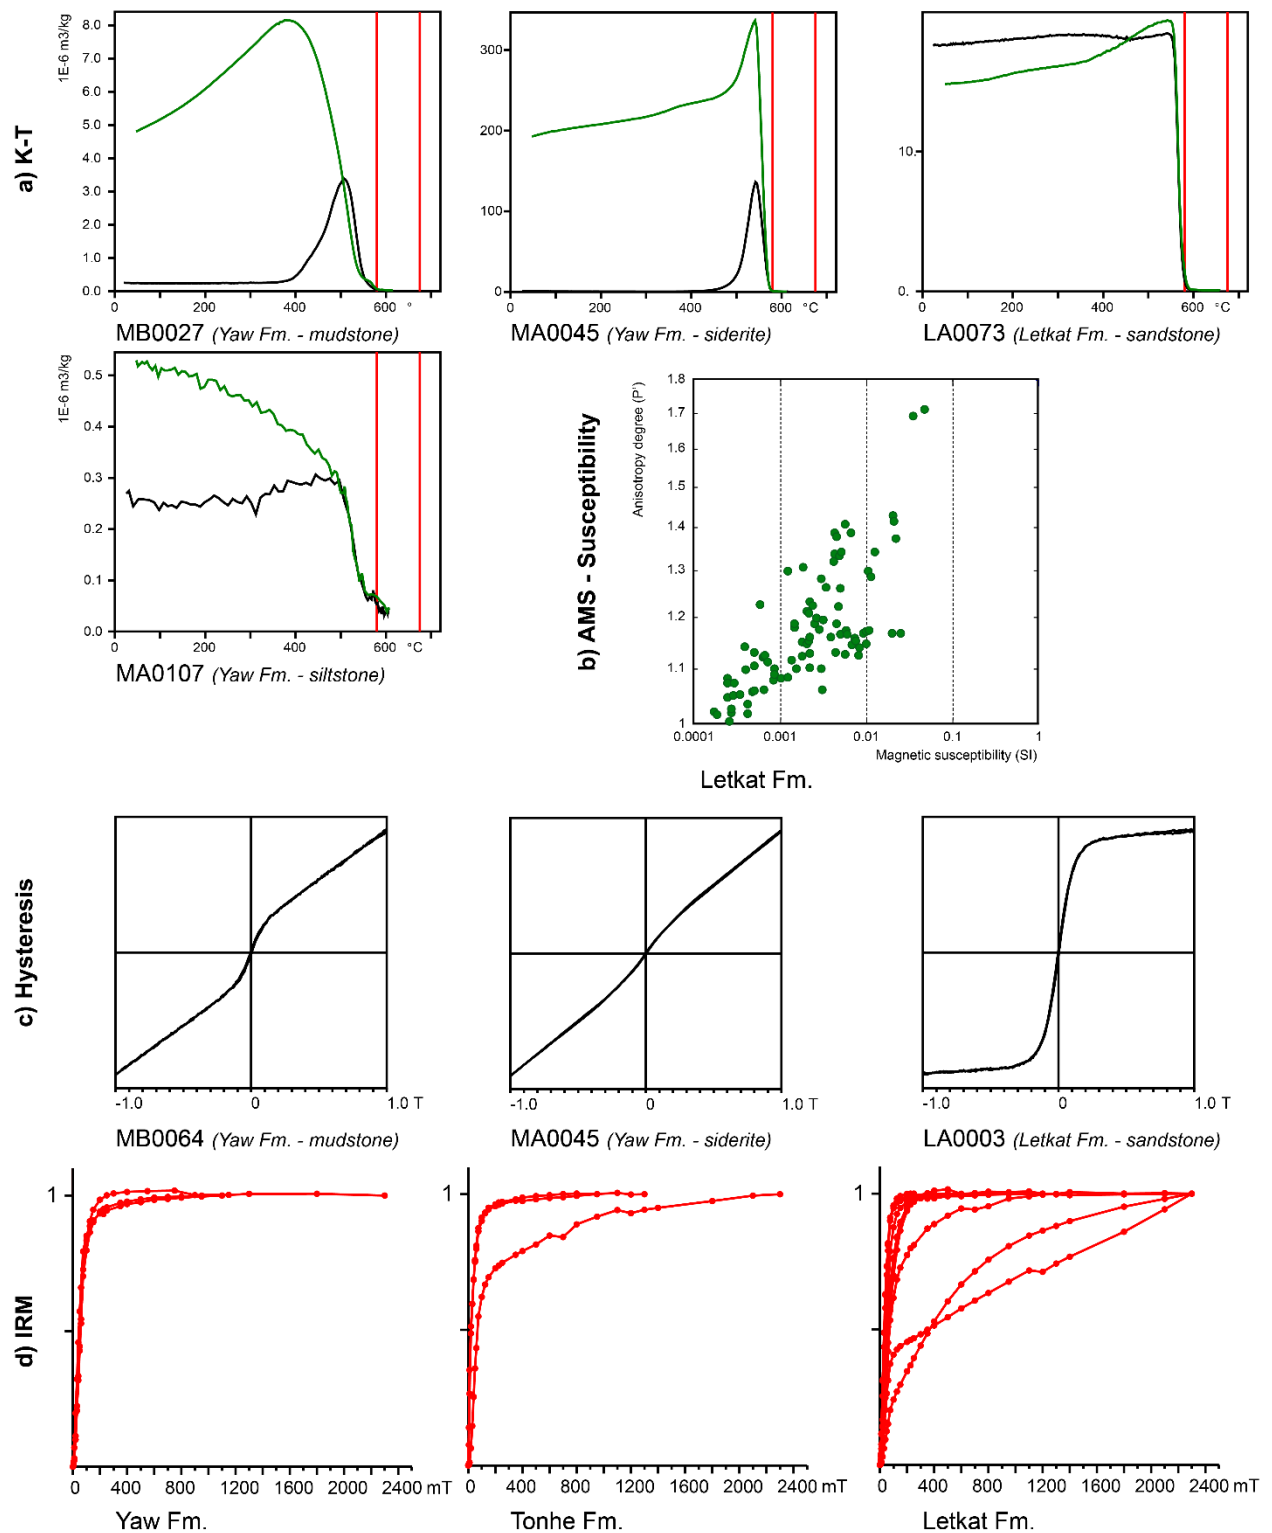 a) K-T
1E-6 m3/kg
8.0
7.0
6.0
5.0
4.0
3.0
2.0
1.0
0.0
200 400 600 °
MB0027 (Yaw Fm. - mudstone)
300
200
100
0
0 200 400 600 °C
MA0045 (Yaw Fm. - siderite)
10.
0.
0 200 400 600 °C
LA0073 (Letkat Fm. - sandstone)
1E-6 m3/kg
0.5
0.4
0.3
0.2
0.1
0.0
0 200 400 600 °C
MA0107 (Yaw Fm. - siltstone)
b) AMS - Susceptibility
Anisotropy degree (P')
1.8
1.7
1.6
1.5
1.4
1.3
1.2
1.1
1
0.0001 0.001 0.01 0.1 1
Magnetic susceptibility (SI)
Letkat Fm.
c) Hysteresis
-1.0 0 1.0 T
MB0064 (Yaw Fm. - mudstone)
-1.0 0 1.0 T
MA0045 (Yaw Fm. - siderite)
-1.0 0 1.0 T
LA0003 (Letkat Fm. - sandstone)
d) IRM
1
0 400 800 1200 1600 2000 2400 mT
Yaw Fm.
1
0 400 800 1200 1600 2000 2400 mT
Tonhe Fm.
1
0 400 800 1200 1600 2000 2400 mT
Letkat Fm.